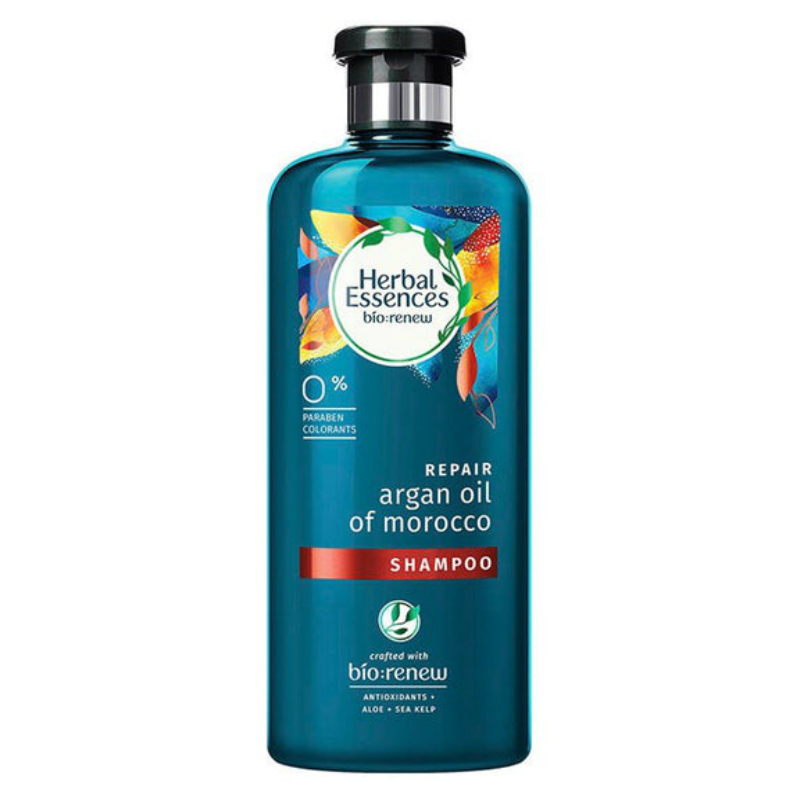 Herbal
Essences
bío:renew
0%
PARABEN
COLORANTS
REPAIR
argan oil
of morocco
SHAMPOO
crafted with
bío:renew
ANTIOXIDANTS +
ALOE + SEA KELP